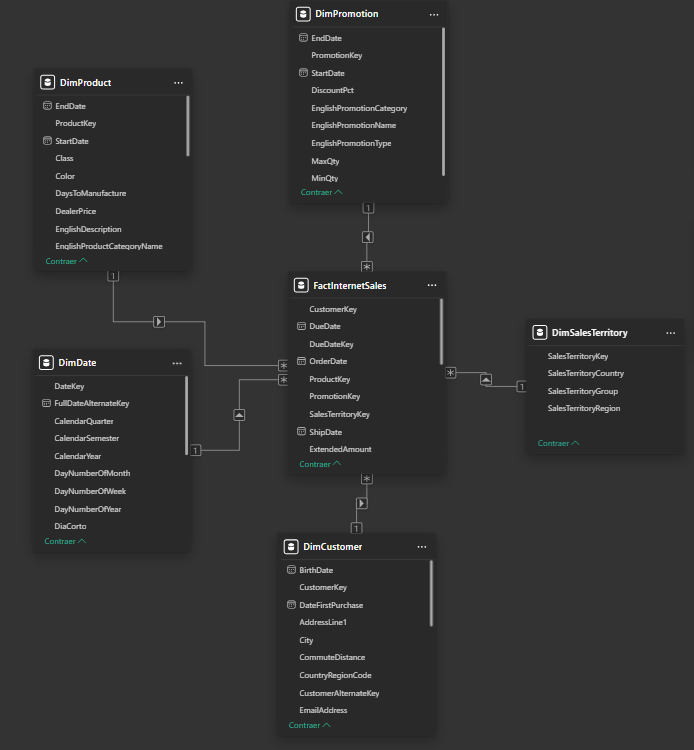 DimPromotion
EndDate
PromotionKey
StartDate
DiscountPct
EnglishPromotionCategory
EnglishPromotionName
EnglishPromotionType
MaxQty
MinQty
Contraer
DimProduct
EndDate
ProductKey
StartDate
Class
Color
DaysToManufacture
DealerPrice
EnglishDescription
EnglishProductCategoryName
Contraer
1
1
*
FactInternetSales
CustomerKey
DueDate
DueDateKey
OrderDate
ProductKey
PromotionKey
SalesTerritoryKey
ShipDate
ExtendedAmount
Contraer
*
*
*
1
DimSalesTerritory
SalesTerritoryKey
SalesTerritoryCountry
SalesTerritoryGroup
SalesTerritoryRegion
Contraer
DimDate
DateKey
FullDateAlternateKey
CalendarQuarter
CalendarSemester
CalendarYear
DayNumberOfMonth
DayNumberOfWeek
DayNumberOfYear
DiaCorto
Contraer
1
*
1
DimCustomer
BirthDate
CustomerKey
DateFirstPurchase
AddressLine1
City
CommuteDistance
CountryRegionCode
CustomerAlternateKey
EmailAddress
Contraer